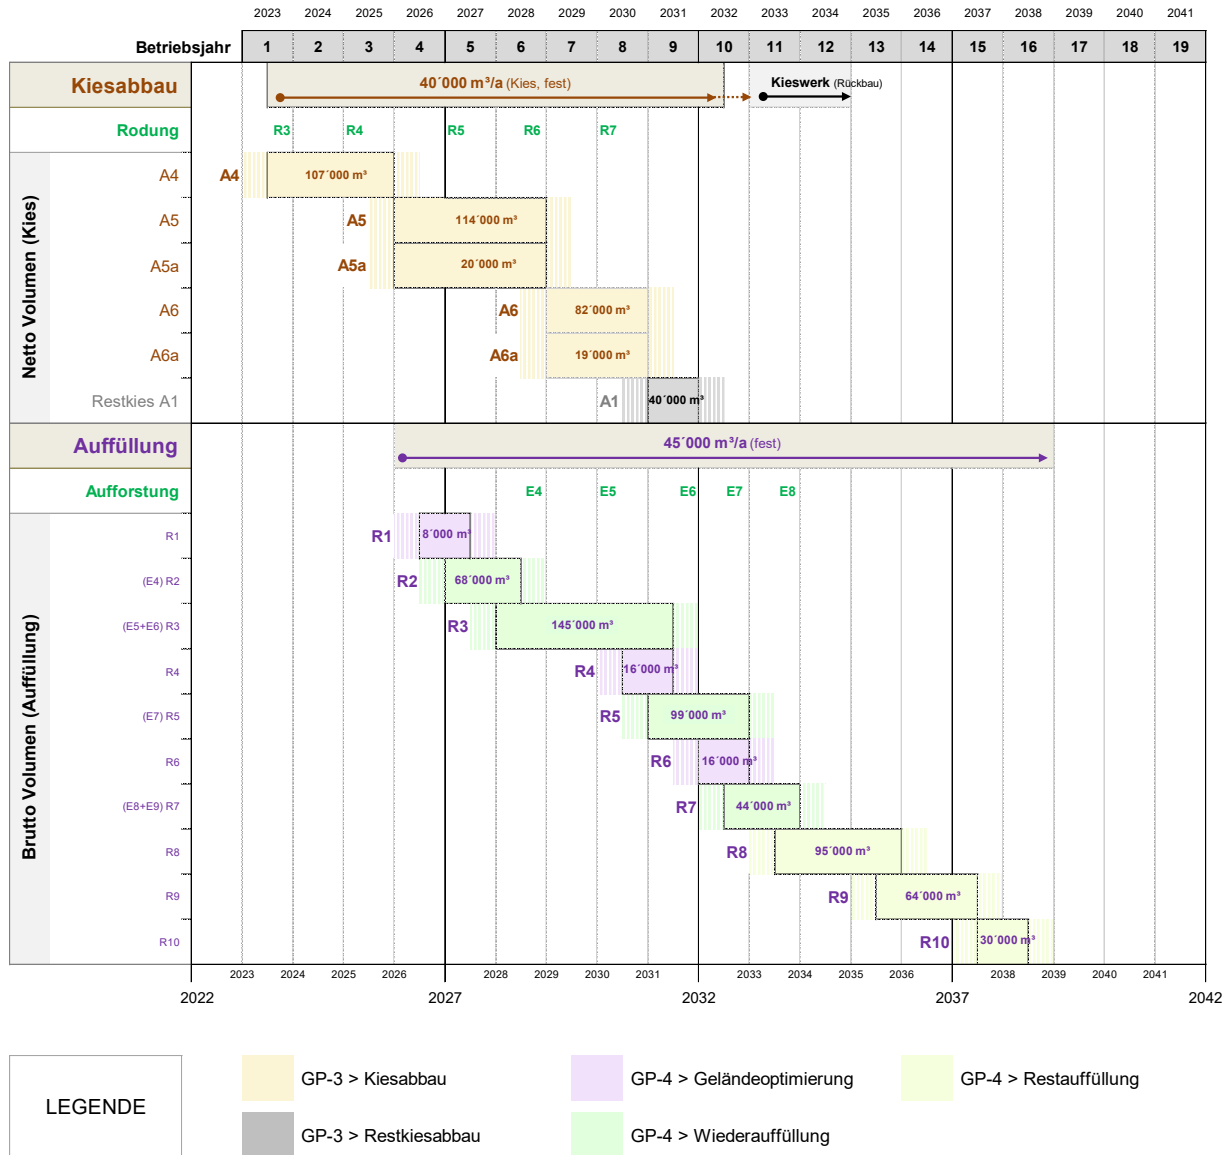 2023 2024 2025 2026 2027 2028 2029 2030 2031 2032 2033 2034 2035 2036 2037 2038 2039 2040 2041
Betriebsjahr 1 2 3 4 5 6 7 8 9 10 11 12 13 14 15 16 17 18 19
Kiesabbau 40´000 m³/a (Kies, fest) Kieswerk (Rückbau)
Rodung R3 R4 R5 R6 R7
Netto Volumen (Kies)
A4 A4 107´000 m³
A5 A5 114´000 m³
A5a A5a 20´000 m³
A6 A6 82´000 m³
A6a A6a 19´000 m³
Restkies A1 A1 40´000 m³
Auffüllung 45´000 m³/a (fest)
Aufforstung E4 E5 E6 E7 E8
Brutto Volumen (Auffüllung)
R1 R1 8´000 m³
(E4) R2 R2 68´000 m³
(E5+E6) R3 R3 145´000 m³
R4 R4 16´000 m³
(E7) R5 R5 99´000 m³
R6 R6 16´000 m³
(E8+E9) R7 R7 44´000 m³
R8 R8 95´000 m³
R9 R9 64´000 m³
R10 R10 30´000 m³
2023 2024 2025 2026 2028 2029 2030 2031 2033 2034 2035 2036 2038 2039 2040 2041
2022 2027 2032 2037 2042
LEGENDE
GP-3 > Kiesabbau GP-4 > Geländeoptimierung GP-4 > Restauffüllung
GP-3 > Restkiesabbau GP-4 > Wiederauffüllung